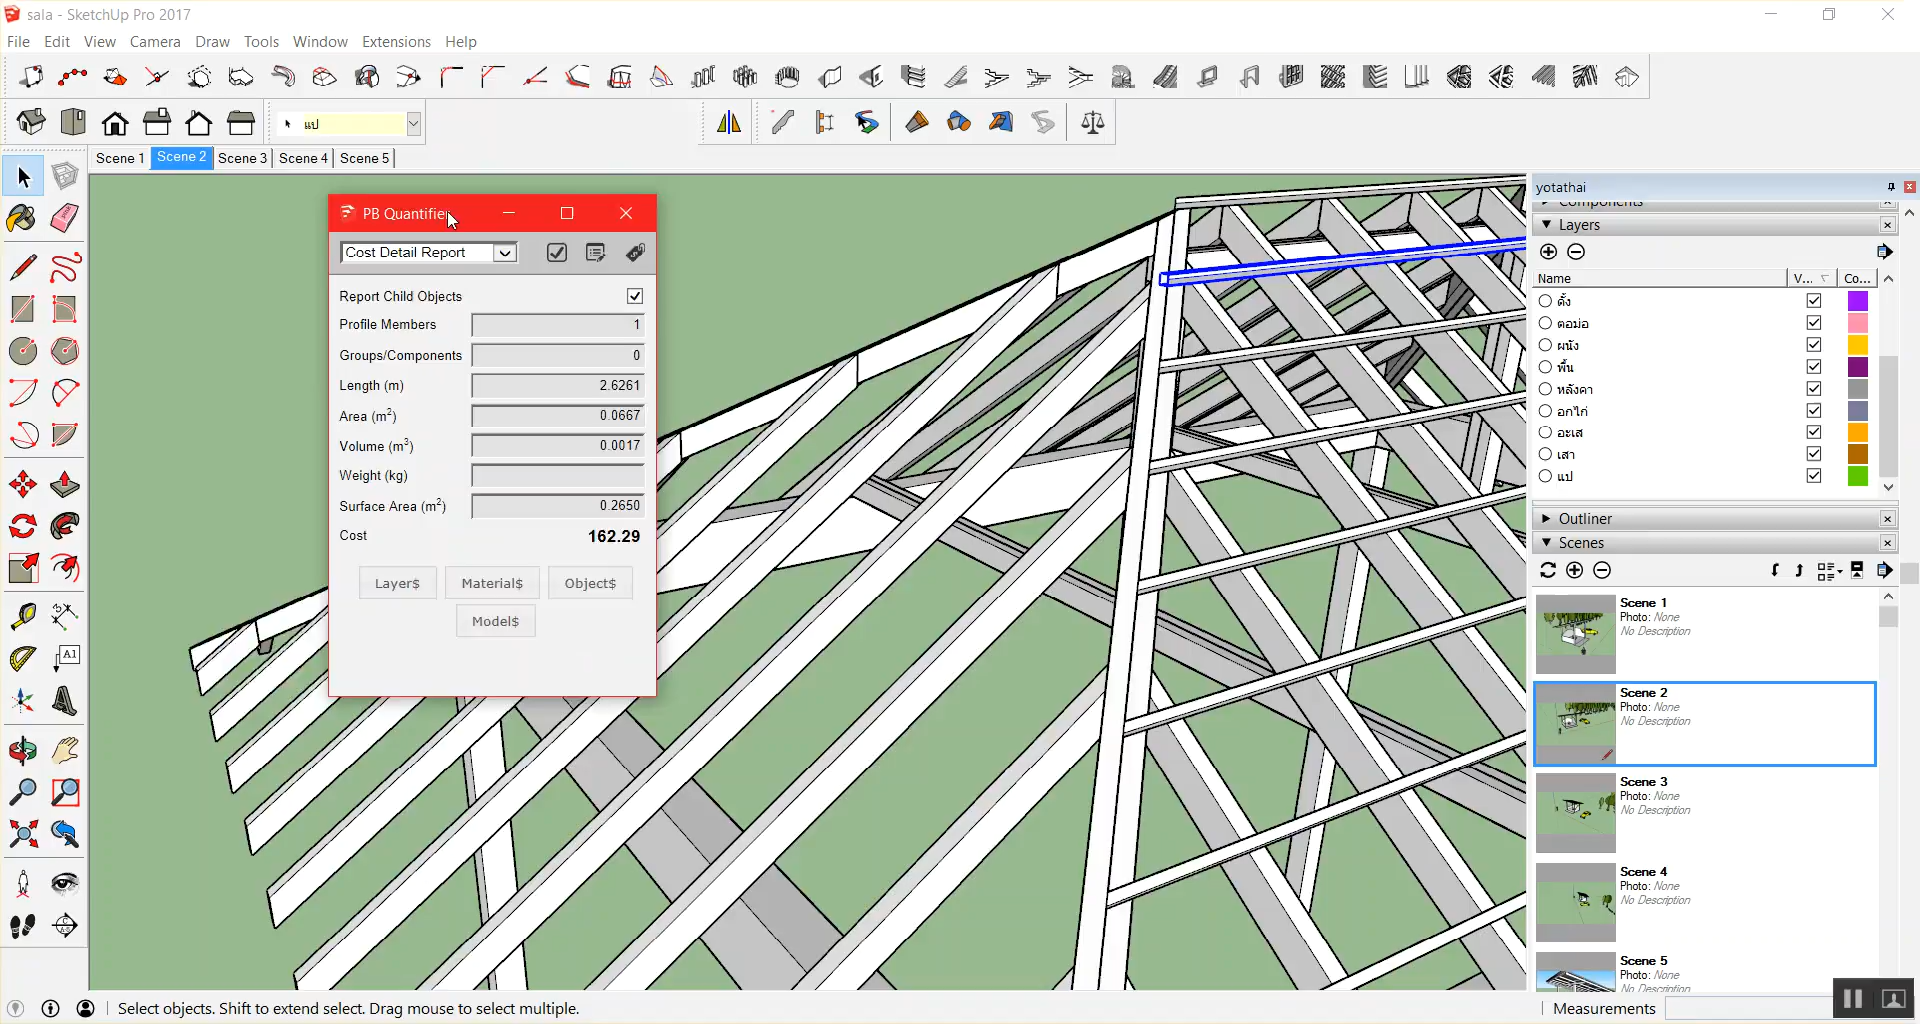 sala - SketchUp Pro 2017
File Edit View Camera Draw Tools Window Extensions Help
แป
Scene 1 Scene 2 Scene 3 Scene 4 Scene 5
PB Quantifier
Cost Detail Report
Report Child Objects
Profile Members 1
Groups/Components 0
Length (m) 2.6261
Area (m²) 0.0667
Volume (m³) 0.0017
Weight (kg)
Surface Area (m²) 0.2650
Cost 162.29
Layer$ Material$ Object$
Model$
yotathai
Components
Layers
Name V... Co...
ดั้ง
ตอม่อ
ผนัง
พื้น
หลังคา
อกไก่
อะเส
เสา
แป
Outliner
Scenes
Scene 1
Photo: None
No Description
Scene 2
Photo: None
No Description
Scene 3
Photo: None
No Description
Scene 4
Photo: None
No Description
Scene 5
Photo: None
No Description
A1
Select objects. Shift to extend select. Drag mouse to select multiple.
Measurements